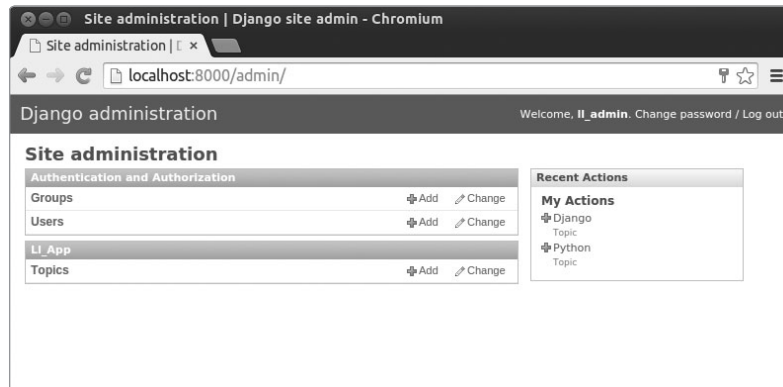 Site administration | Django site admin - Chromium
Site administration | D
localhost:8000/admin/
Django administration
Welcome, ll_admin. Change password / Log out
Site administration
Authentication and Authorization
Groups Add Change
Users Add Change
Ll_App
Topics Add Change
Recent Actions
My Actions
Django
Topic
Python
Topic